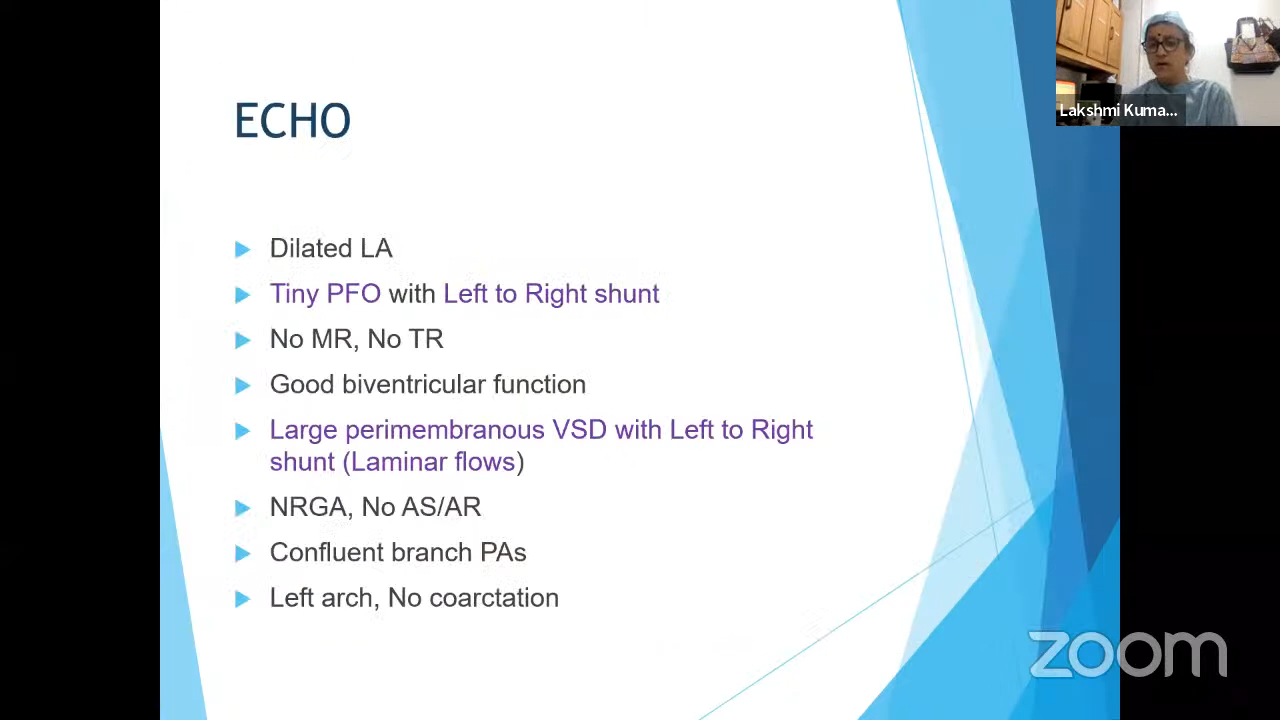 Lakshmi Kuma...
ECHO
Dilated LA
Tiny PFO with Left to Right shunt
No MR, No TR
Good biventricular function
Large perimembranous VSD with Left to Right
shunt (Laminar flows)
NRGA, No AS/AR
Confluent branch PAs
Left arch, No coarctation
zoom